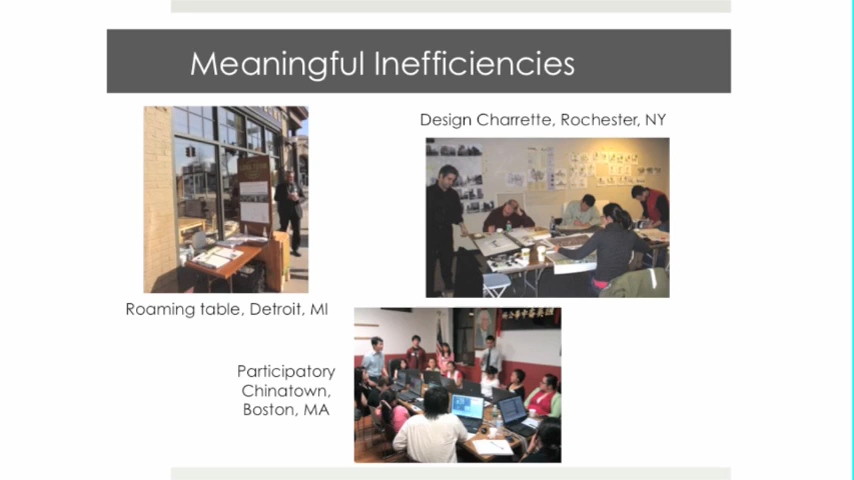 Meaningful Inefficiencies
Design Charrette, Rochester, NY
Roaming table, Detroit, MI
Participatory
Chinatown,
Boston, MA